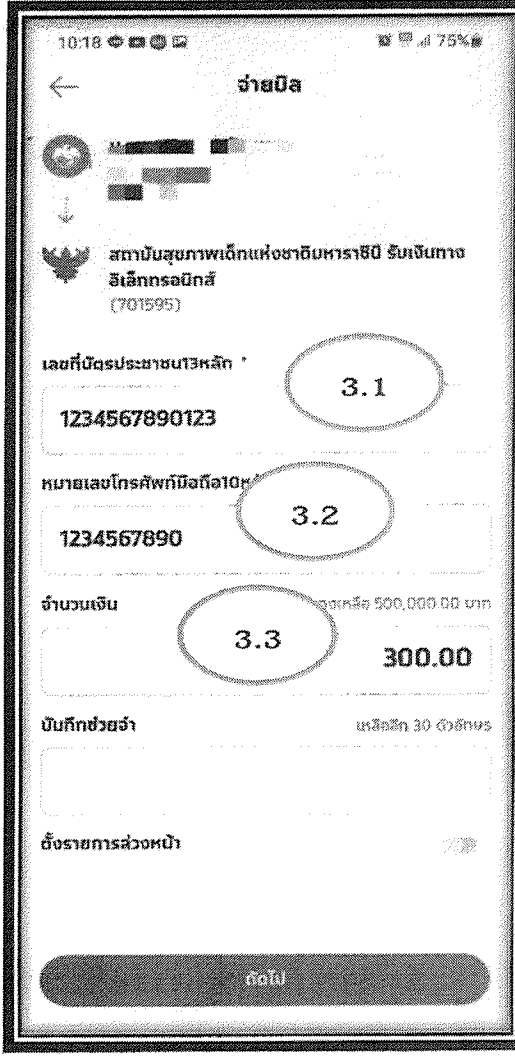 10:18
75%
จ่ายบิล
สถาบันสุขภาพเด็กแห่งชาติมหาราชินี รับเงินทาง
อิเล็กทรอนิกส์
(701595)
เลขที่บัตรประชาชน13หลัก *
3.1
1234567890123
หมายเลขโทรศัพท์มือถือ10ห
3.2
1234567890
จำนวนเงิน
งเหลือ 500,000.00 บาท
3.3
300.00
บันทึกช่วยจำ
เหลืออีก 30 ตัวอักษร
ตั้งรายการล่วงหน้า
ถัดไป